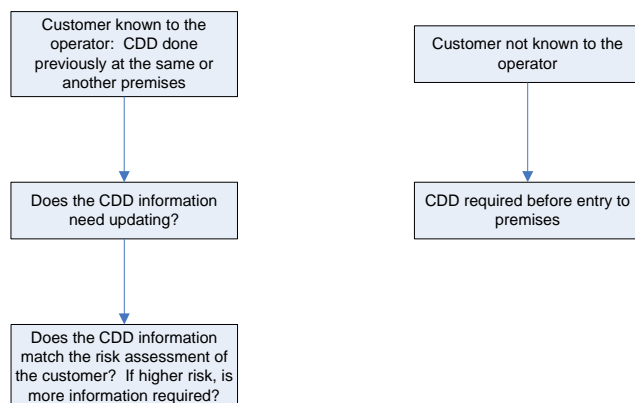 Customer known to the
operator:  CDD done
previously at the same or
another premises
Does the CDD information
need updating?
Does the CDD information
match the risk assessment of
the customer?  If higher risk, is
more information required?
Customer not known to the
operator
CDD required before entry to
premises